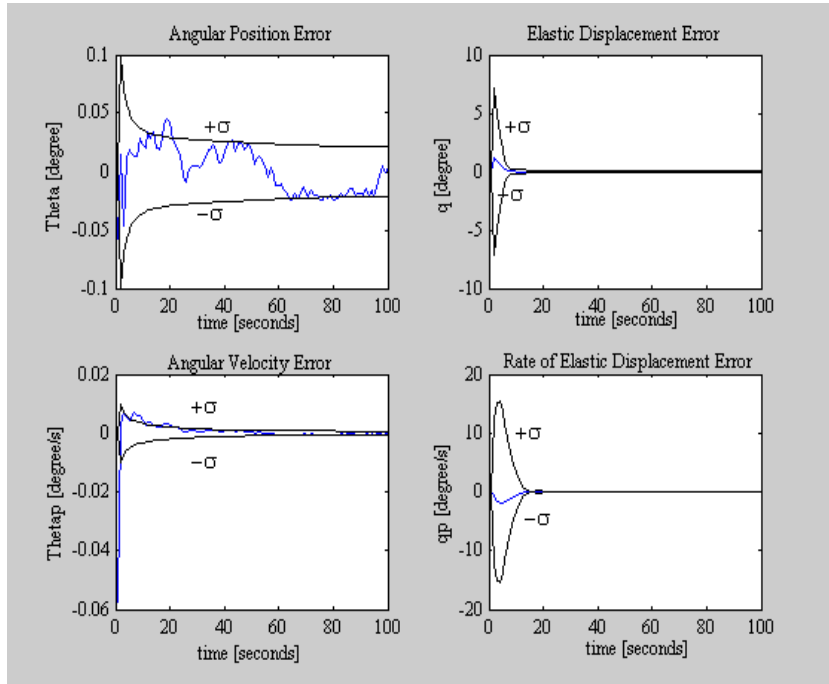 Angular Position Error
0.1
0.05
0
-0.05
-0.1
Theta [degree]
+σ
−σ
0 20 40 60 80 100
time [seconds]
Elastic Displacement Error
10
5
0
-5
-10
q [degree]
+σ
+σ
0 20 40 60 80 100
time [seconds]
Angular Velocity Error
0.02
0
-0.02
-0.04
-0.06
Thetap [degree/s]
+σ
−σ
0 20 40 60 80 100
time [seconds]
Rate of Elastic Displacement Error
20
10
0
-10
-20
qp [degree/s]
+σ
−σ
0 20 40 60 80 100
time [seconds]